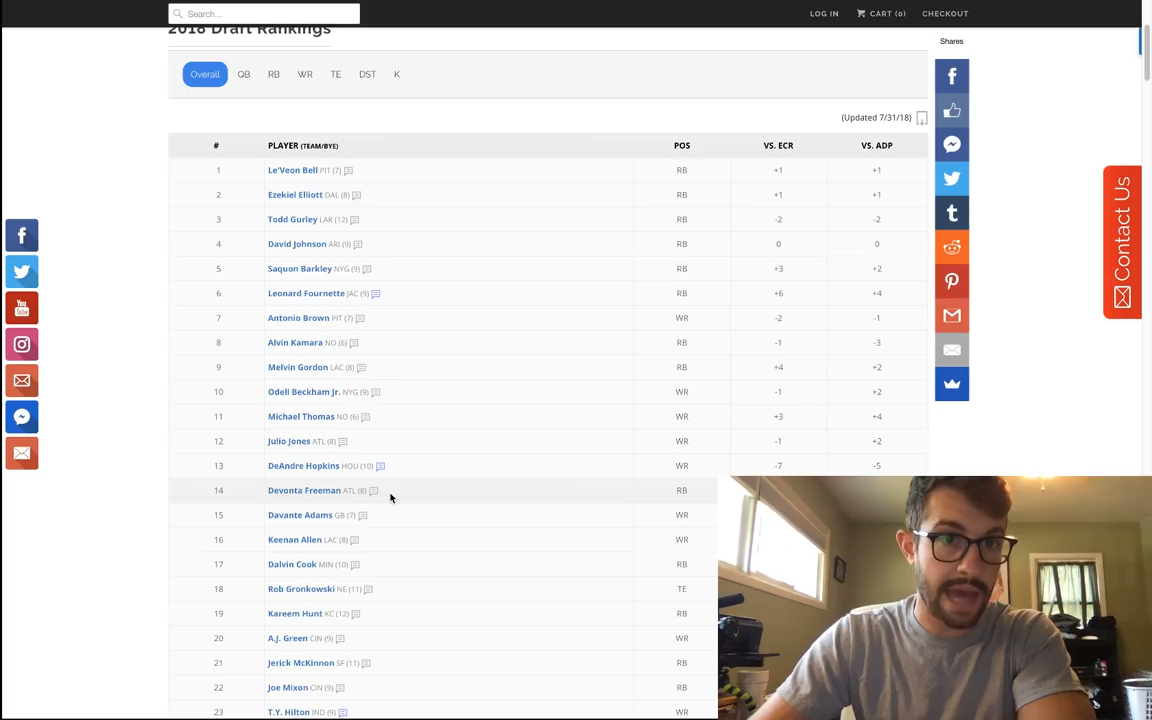 Search...
LOG IN CART (0) CHECKOUT
2018 Draft Rankings
Shares
Overall QB RB WR TE DST K
(Updated 7/31/18)
# PLAYER (TEAM/BYE) POS VS. ECR VS. ADP
1 Le'Veon Bell PIT (7) RB +1 +1
2 Ezekiel Elliott DAL (8) RB +1 +1
3 Todd Gurley LAR (12) RB -2 -2
4 David Johnson ARI (9) RB 0 0
5 Saquon Barkley NYG (9) RB +3 +2
6 Leonard Fournette JAC (9) RB +6 +4
7 Antonio Brown PIT (7) WR -2 -1
8 Alvin Kamara NO (6) RB -1 -3
9 Melvin Gordon LAC (8) RB +4 +2
10 Odell Beckham Jr. NYG (9) WR -1 +2
11 Michael Thomas NO (6) WR +3 +4
12 Julio Jones ATL (8) WR -1 +2
13 DeAndre Hopkins HOU (10) WR -7 -5
14 Devonta Freeman ATL (8) RB
15 Davante Adams GB (7) WR
16 Keenan Allen LAC (8) WR
17 Dalvin Cook MIN (10) RB
18 Rob Gronkowski NE (11) TE
19 Kareem Hunt KC (12) RB
20 A.J. Green CIN (9) WR
21 Jerick McKinnon SF (11) RB
22 Joe Mixon CIN (9) RB
23 T.Y. Hilton IND (9) WR
You Tube
Contact Us